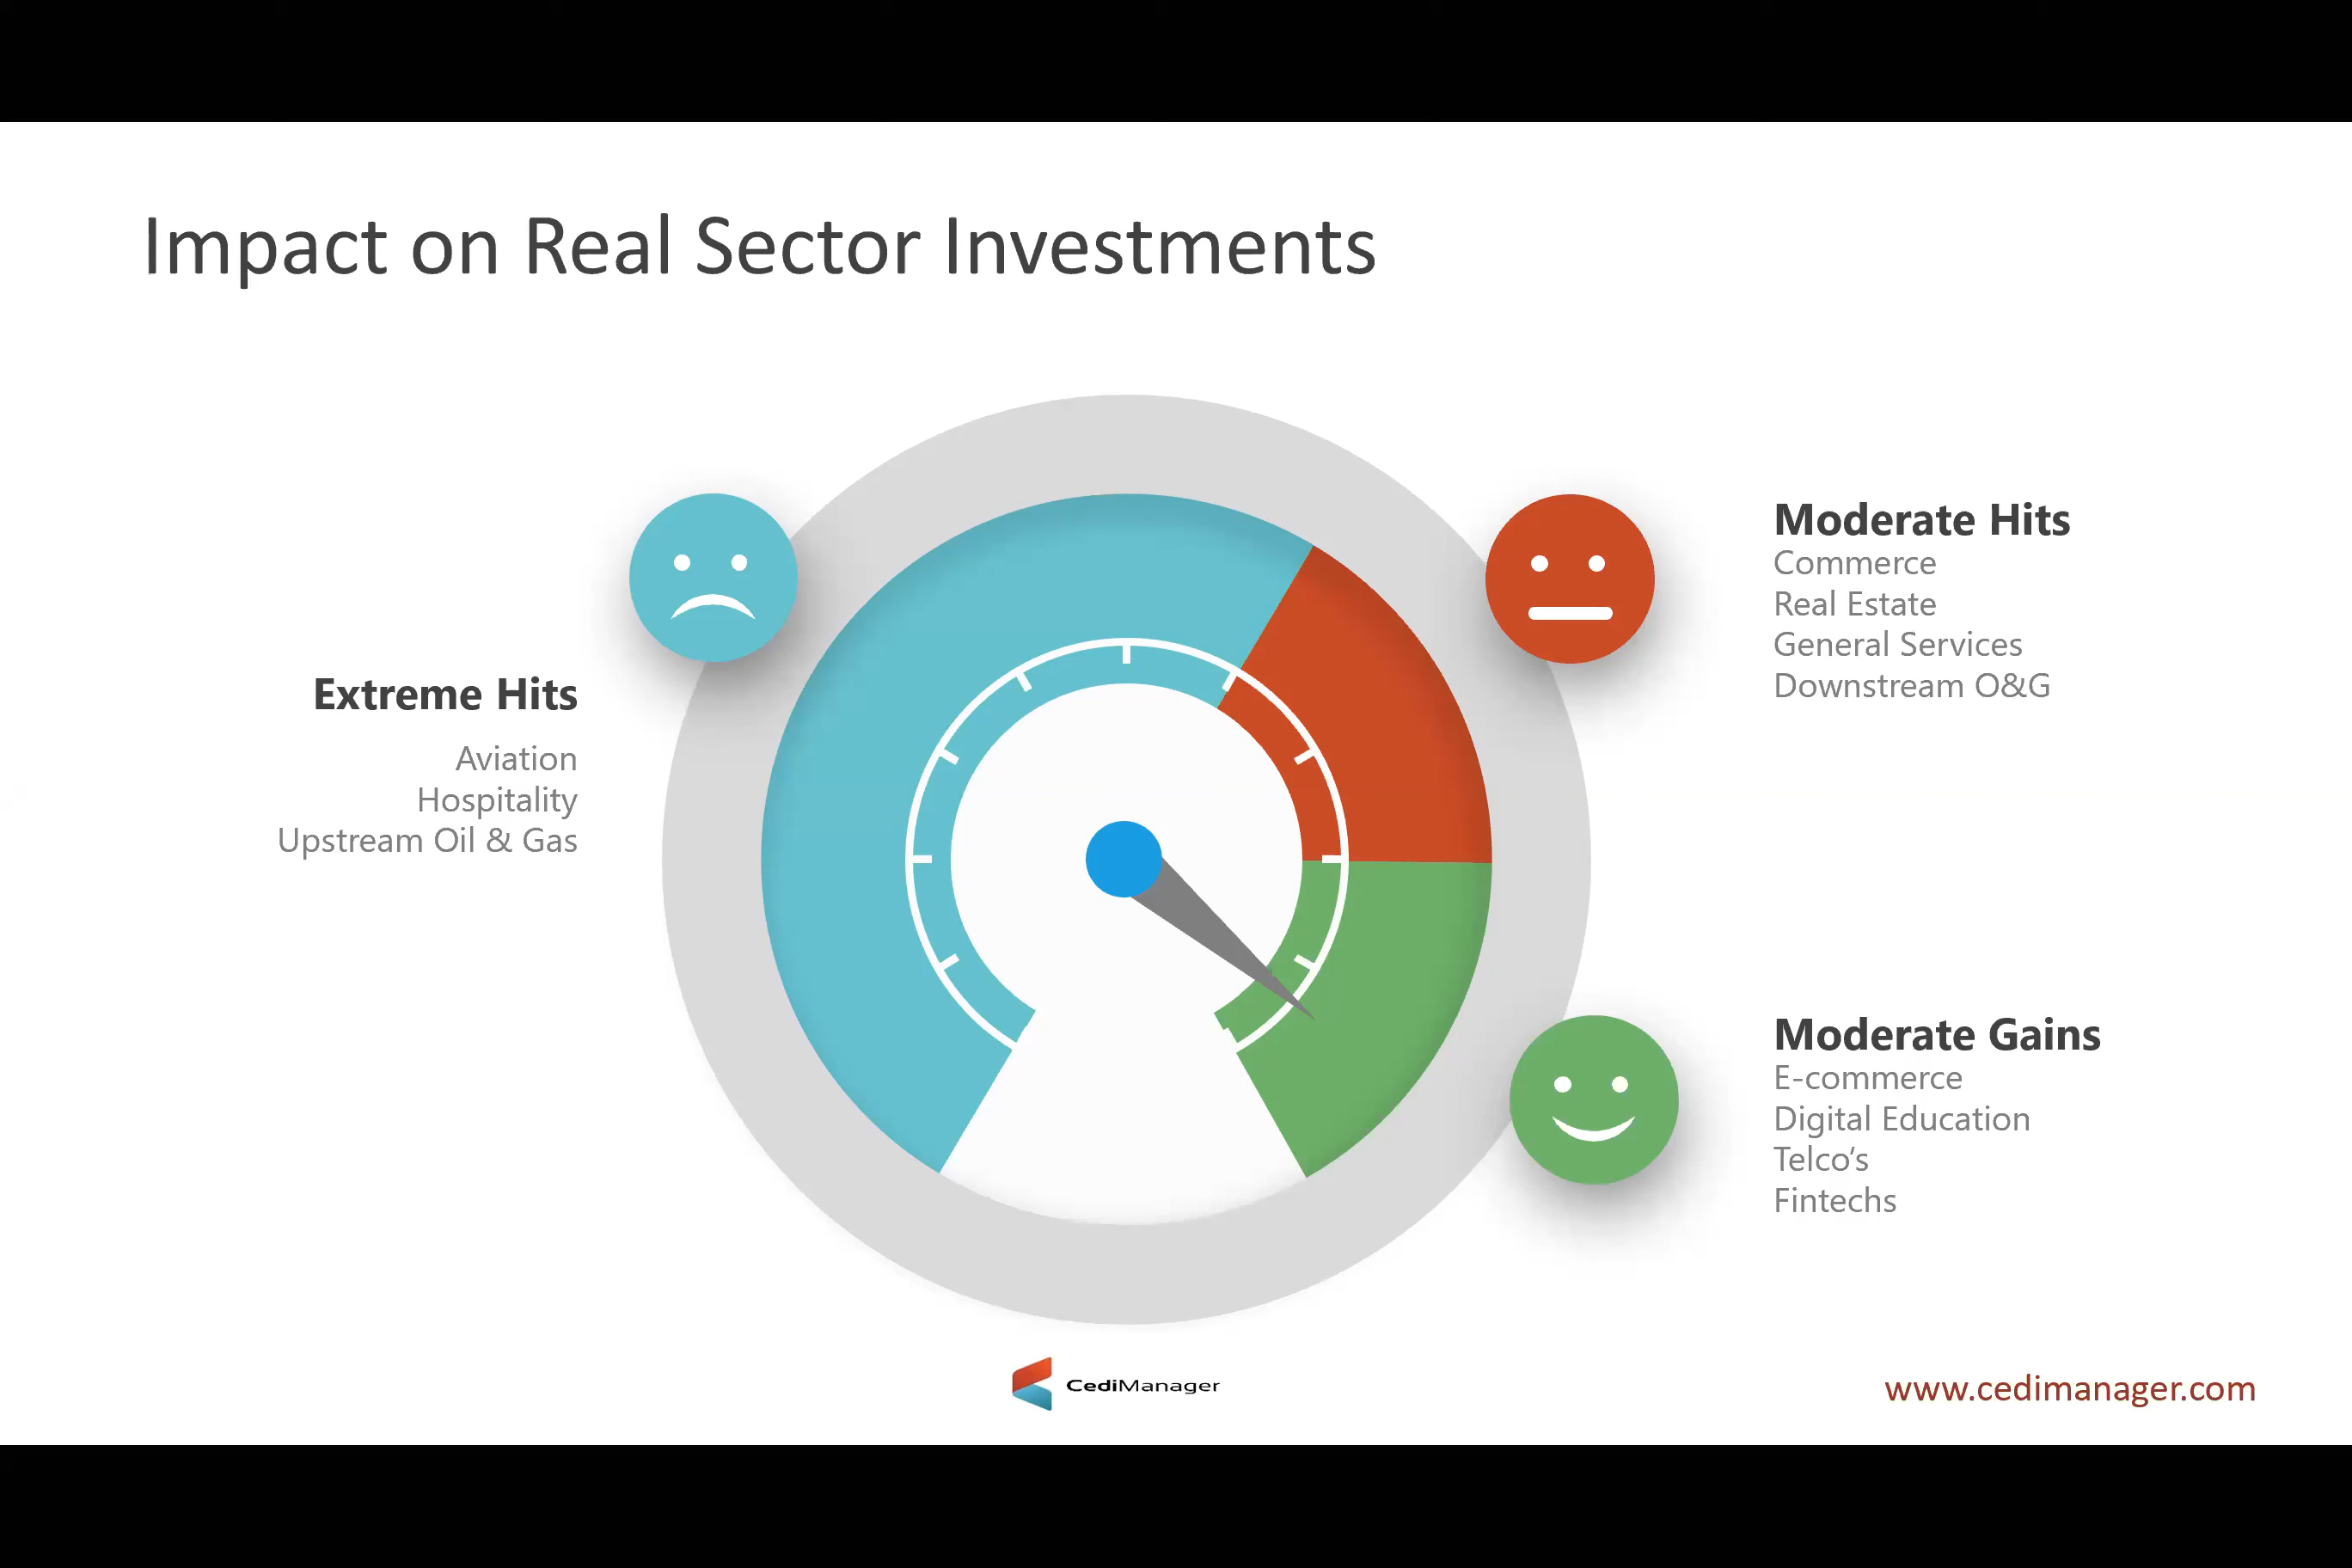 Impact on Real Sector Investments
Extreme Hits
Aviation
Hospitality
Upstream Oil & Gas
Moderate Hits
Commerce
Real Estate
General Services
Downstream O&G
Moderate Gains
E-commerce
Digital Education
Telco's
Fintechs
CediManager
www.cedimanager.com